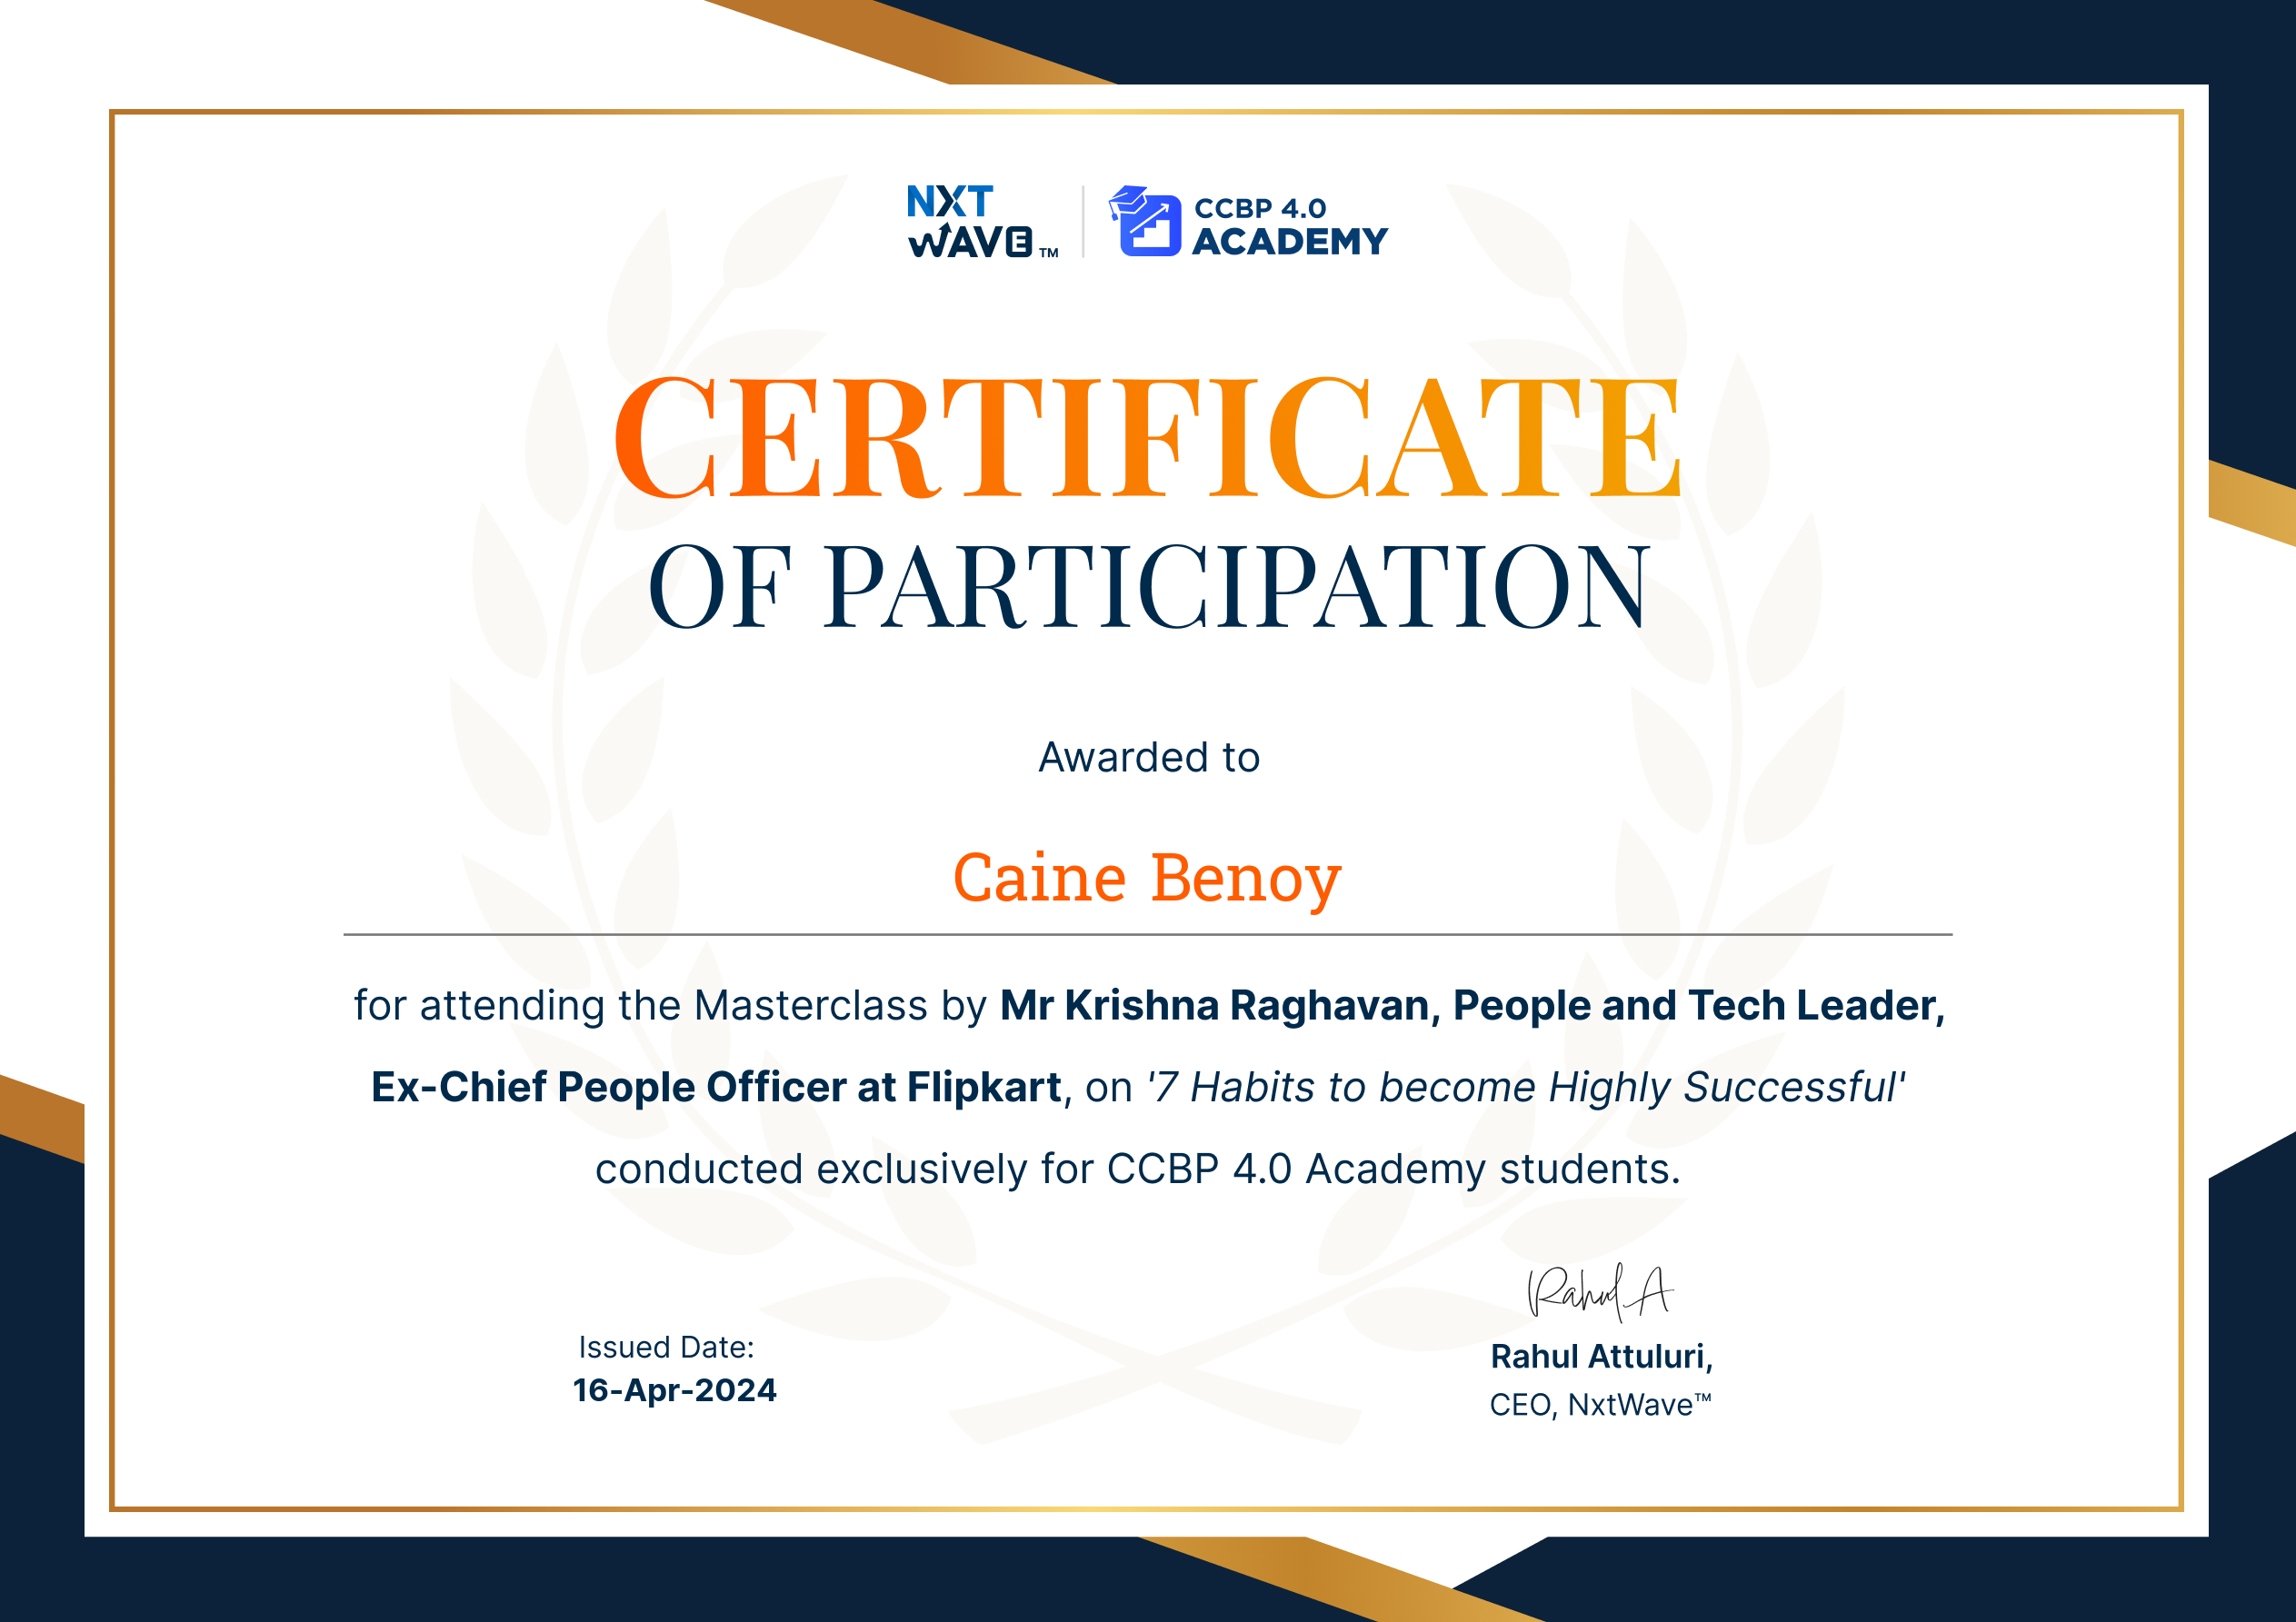 NXT
WAVE™
CCBP 4.0
ACADEMY
CERTIFICATE
OF PARTICIPATION
Awarded to
Caine Benoy
for attending the Masterclass by Mr Krishna Raghavan, People and Tech Leader,
Ex-Chief People Officer at Flipkart, on '7 Habits to become Highly Successful'
conducted exclusively for CCBP 4.0 Academy students.
Issued Date:
16-Apr-2024
Rahul A
Rahul Attuluri,
CEO, NxtWave™